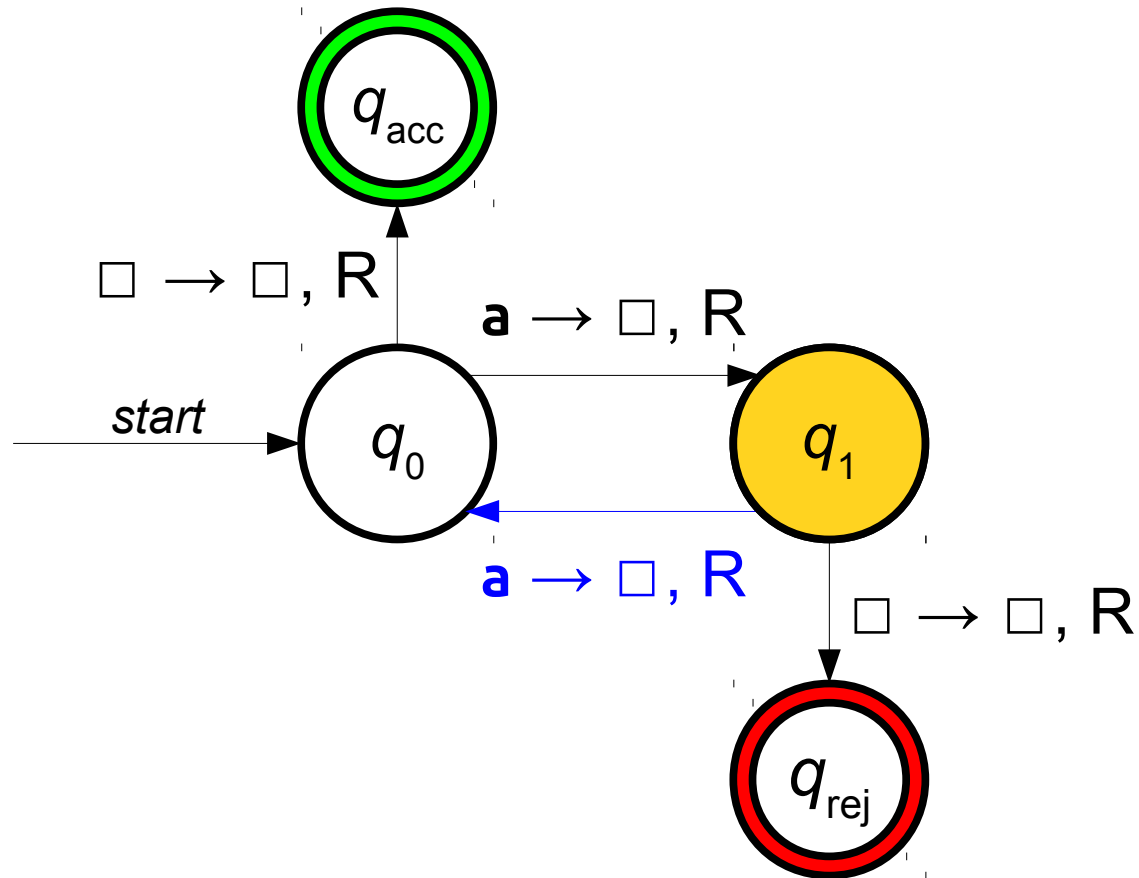 q_acc
□ → □, R
a → □, R
start
q_0
q_1
a → □, R
□ → □, R
q_rej